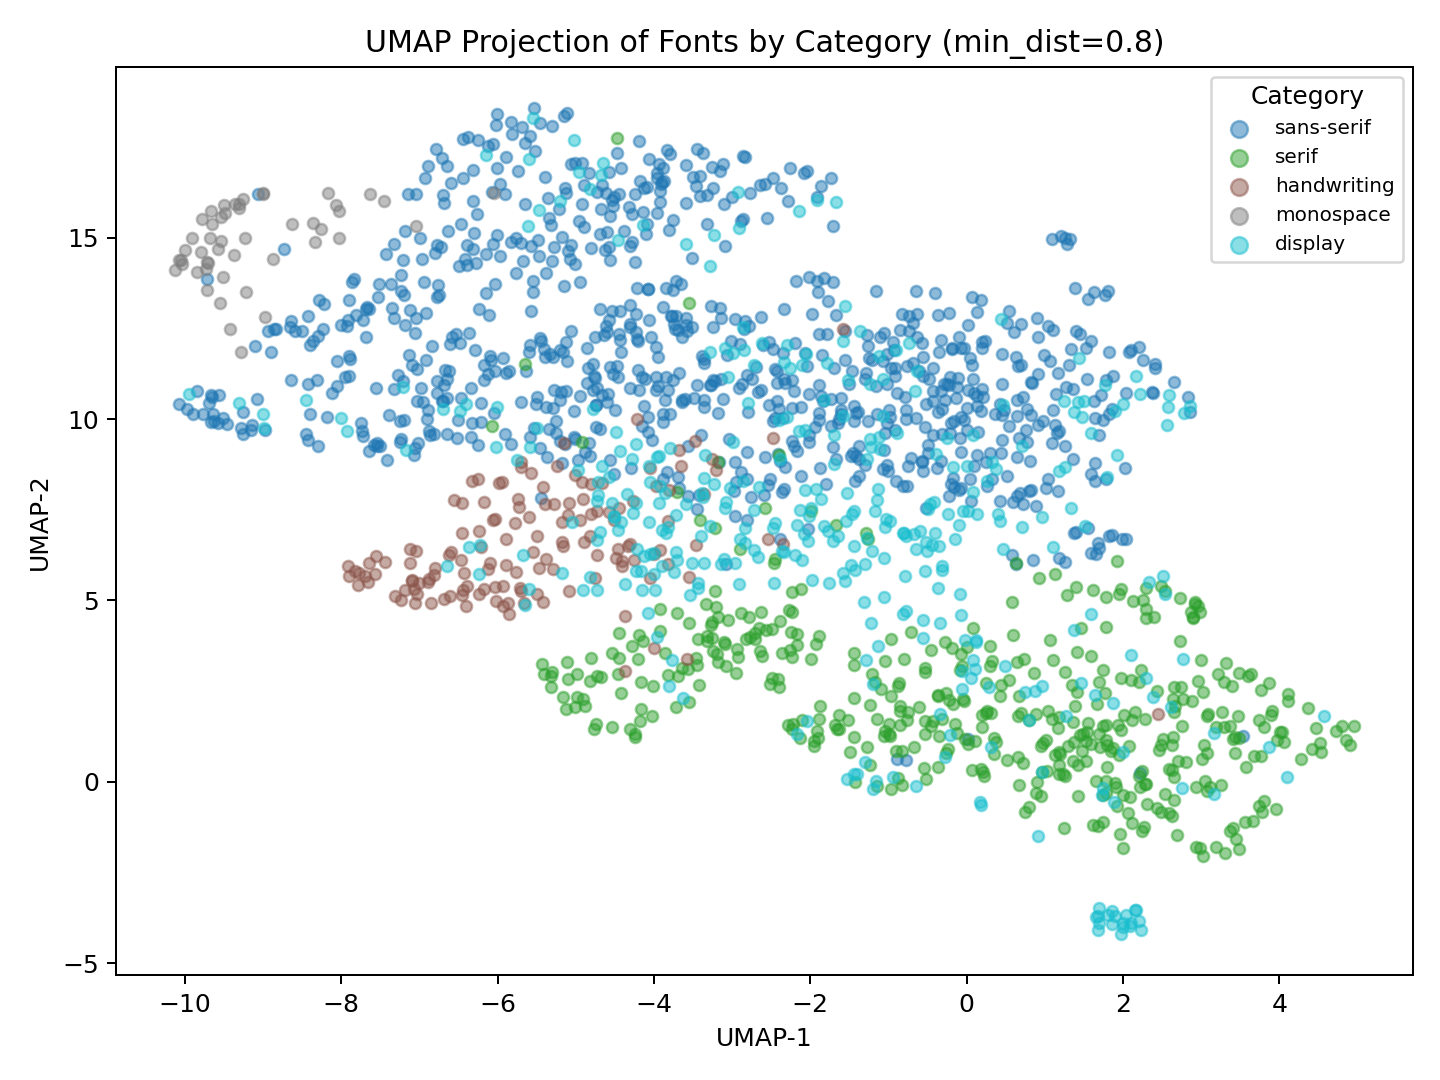 UMAP Projection of Fonts by Category (min_dist=0.8)
Category
sans-serif
serif
handwriting
monospace
display
15
10
5
0
−5
UMAP-2
−10
−8
−6
−4
−2
0
2
4
UMAP-1